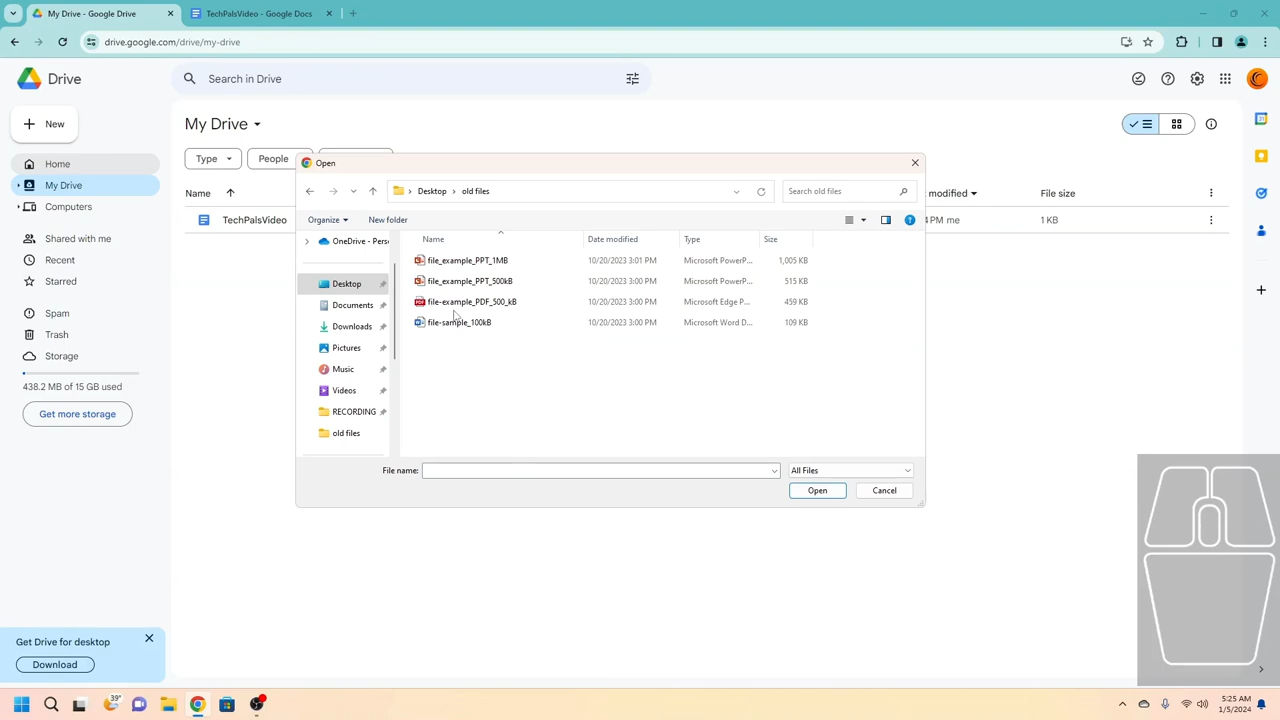 My Drive - Google Drive
TechPalsVideo - Google Docs
drive.google.com/drive/my-drive
Drive
Search in Drive
New
Home
My Drive
Computers
Shared with me
Recent
Starred
Spam
Trash
Storage
438.2 MB of 15 GB used
Get more storage
Get Drive for desktop
Download
My Drive
Type
People
Name
modified
File size
TechPalsVideo
4 PM me
1 KB
Open
Desktop
old files
Search old files
Organize
New folder
OneDrive - Pers
Desktop
Documents
Downloads
Pictures
Music
Videos
RECORDING
old files
Name Date modified Type Size
file_example_PPT_1MB 10/20/2023 3:01 PM Microsoft PowerP... 1,005 KB
file_example_PPT_500kB 10/20/2023 3:00 PM Microsoft PowerP... 515 KB
file-example_PDF_500_kB 10/20/2023 3:00 PM Microsoft Edge P... 459 KB
file-sample_100kB 10/20/2023 3:00 PM Microsoft Word D... 109 KB
File name:
All Files
Open
Cancel
39°
5:25 AM
1/5/2024